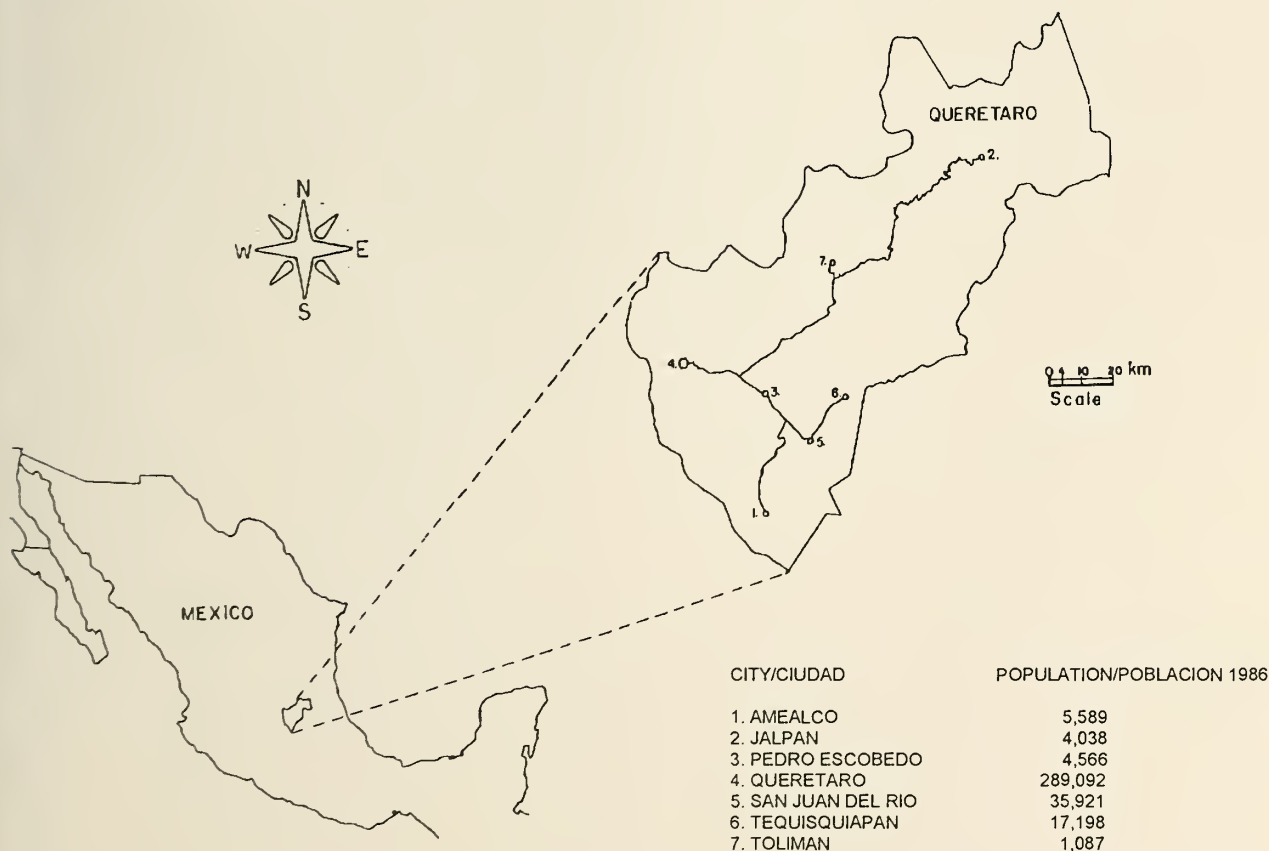 QUERETARO
2.
N
W E
S
7.
4.
3.
6.
5.
0 4 10 20 km
Scale
1.
MEXICO
CITY/CIUDAD POPULATION/POBLACION 1986
1. AMEALCO 5,589
2. JALPAN 4,038
3. PEDRO ESCOBEDO 4,566
4. QUERETARO 289,092
5. SAN JUAN DEL RIO 35,921
6. TEQUISQUIAPAN 17,198
7. TOLIMAN 1,087